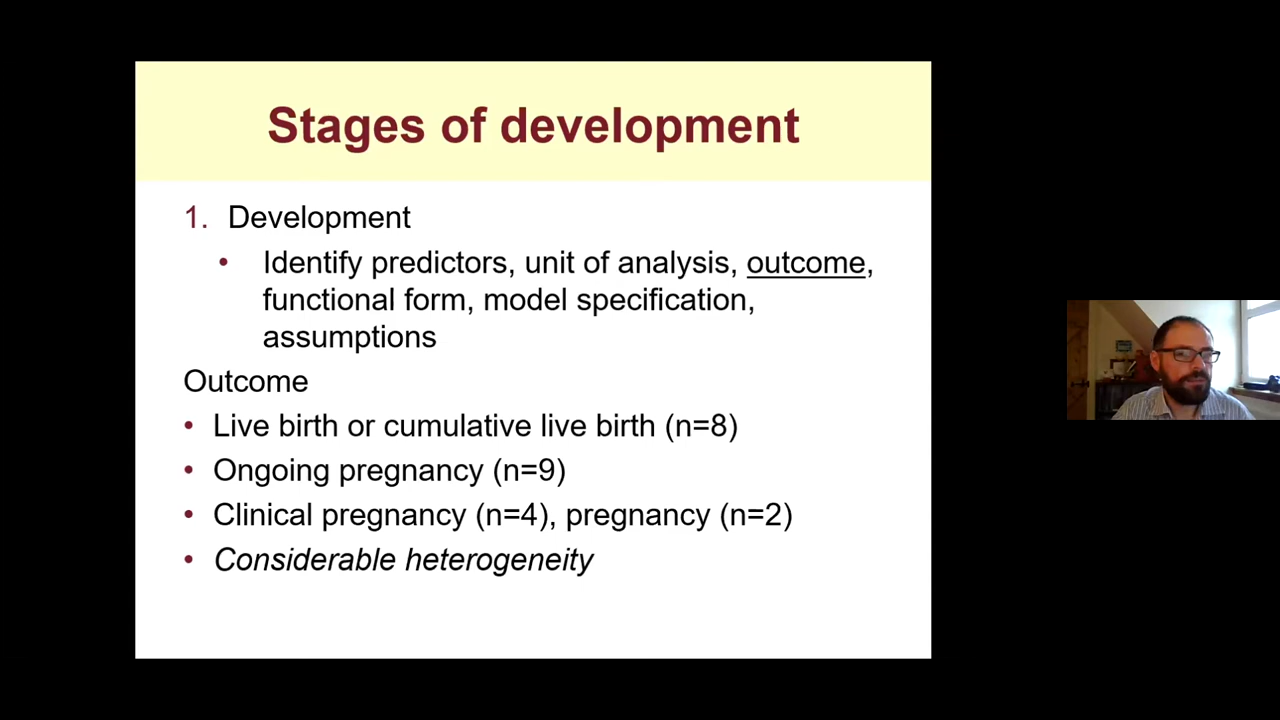 Stages of development
1. Development
• Identify predictors, unit of analysis, outcome,
functional form, model specification,
assumptions
Outcome
• Live birth or cumulative live birth (n=8)
• Ongoing pregnancy (n=9)
• Clinical pregnancy (n=4), pregnancy (n=2)
• Considerable heterogeneity